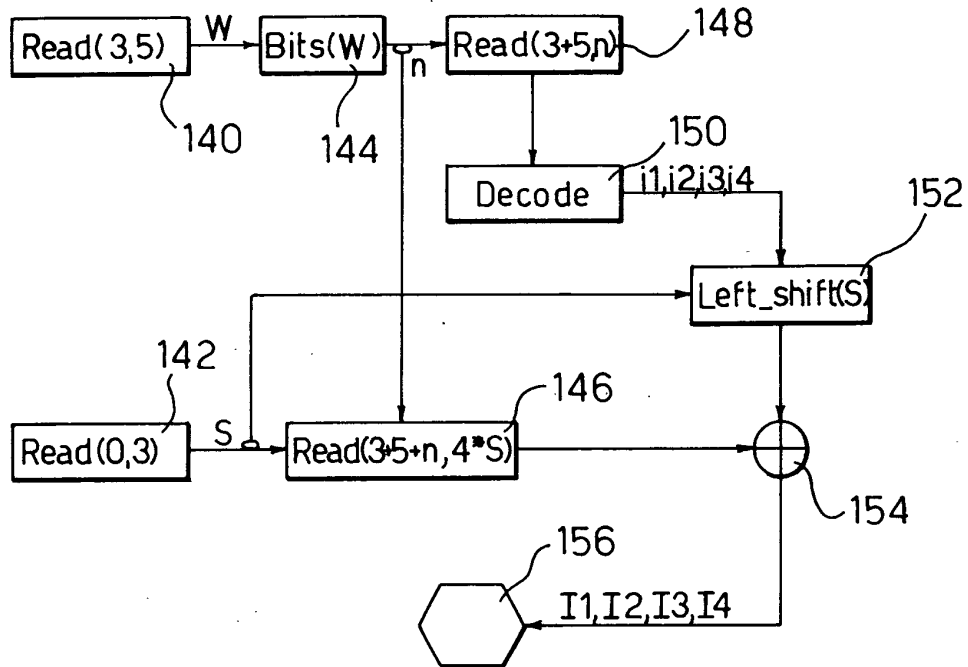 Read(3,5)
W
Bits(W)
n
Read(3+5,n)
148
140
144
150
Decode
i1,i2,i3,i4
152
Left_shift(S)
142
146
Read(0,3)
S
Read(3+5+n,4*S)
154
156
I1,I2,I3,I4